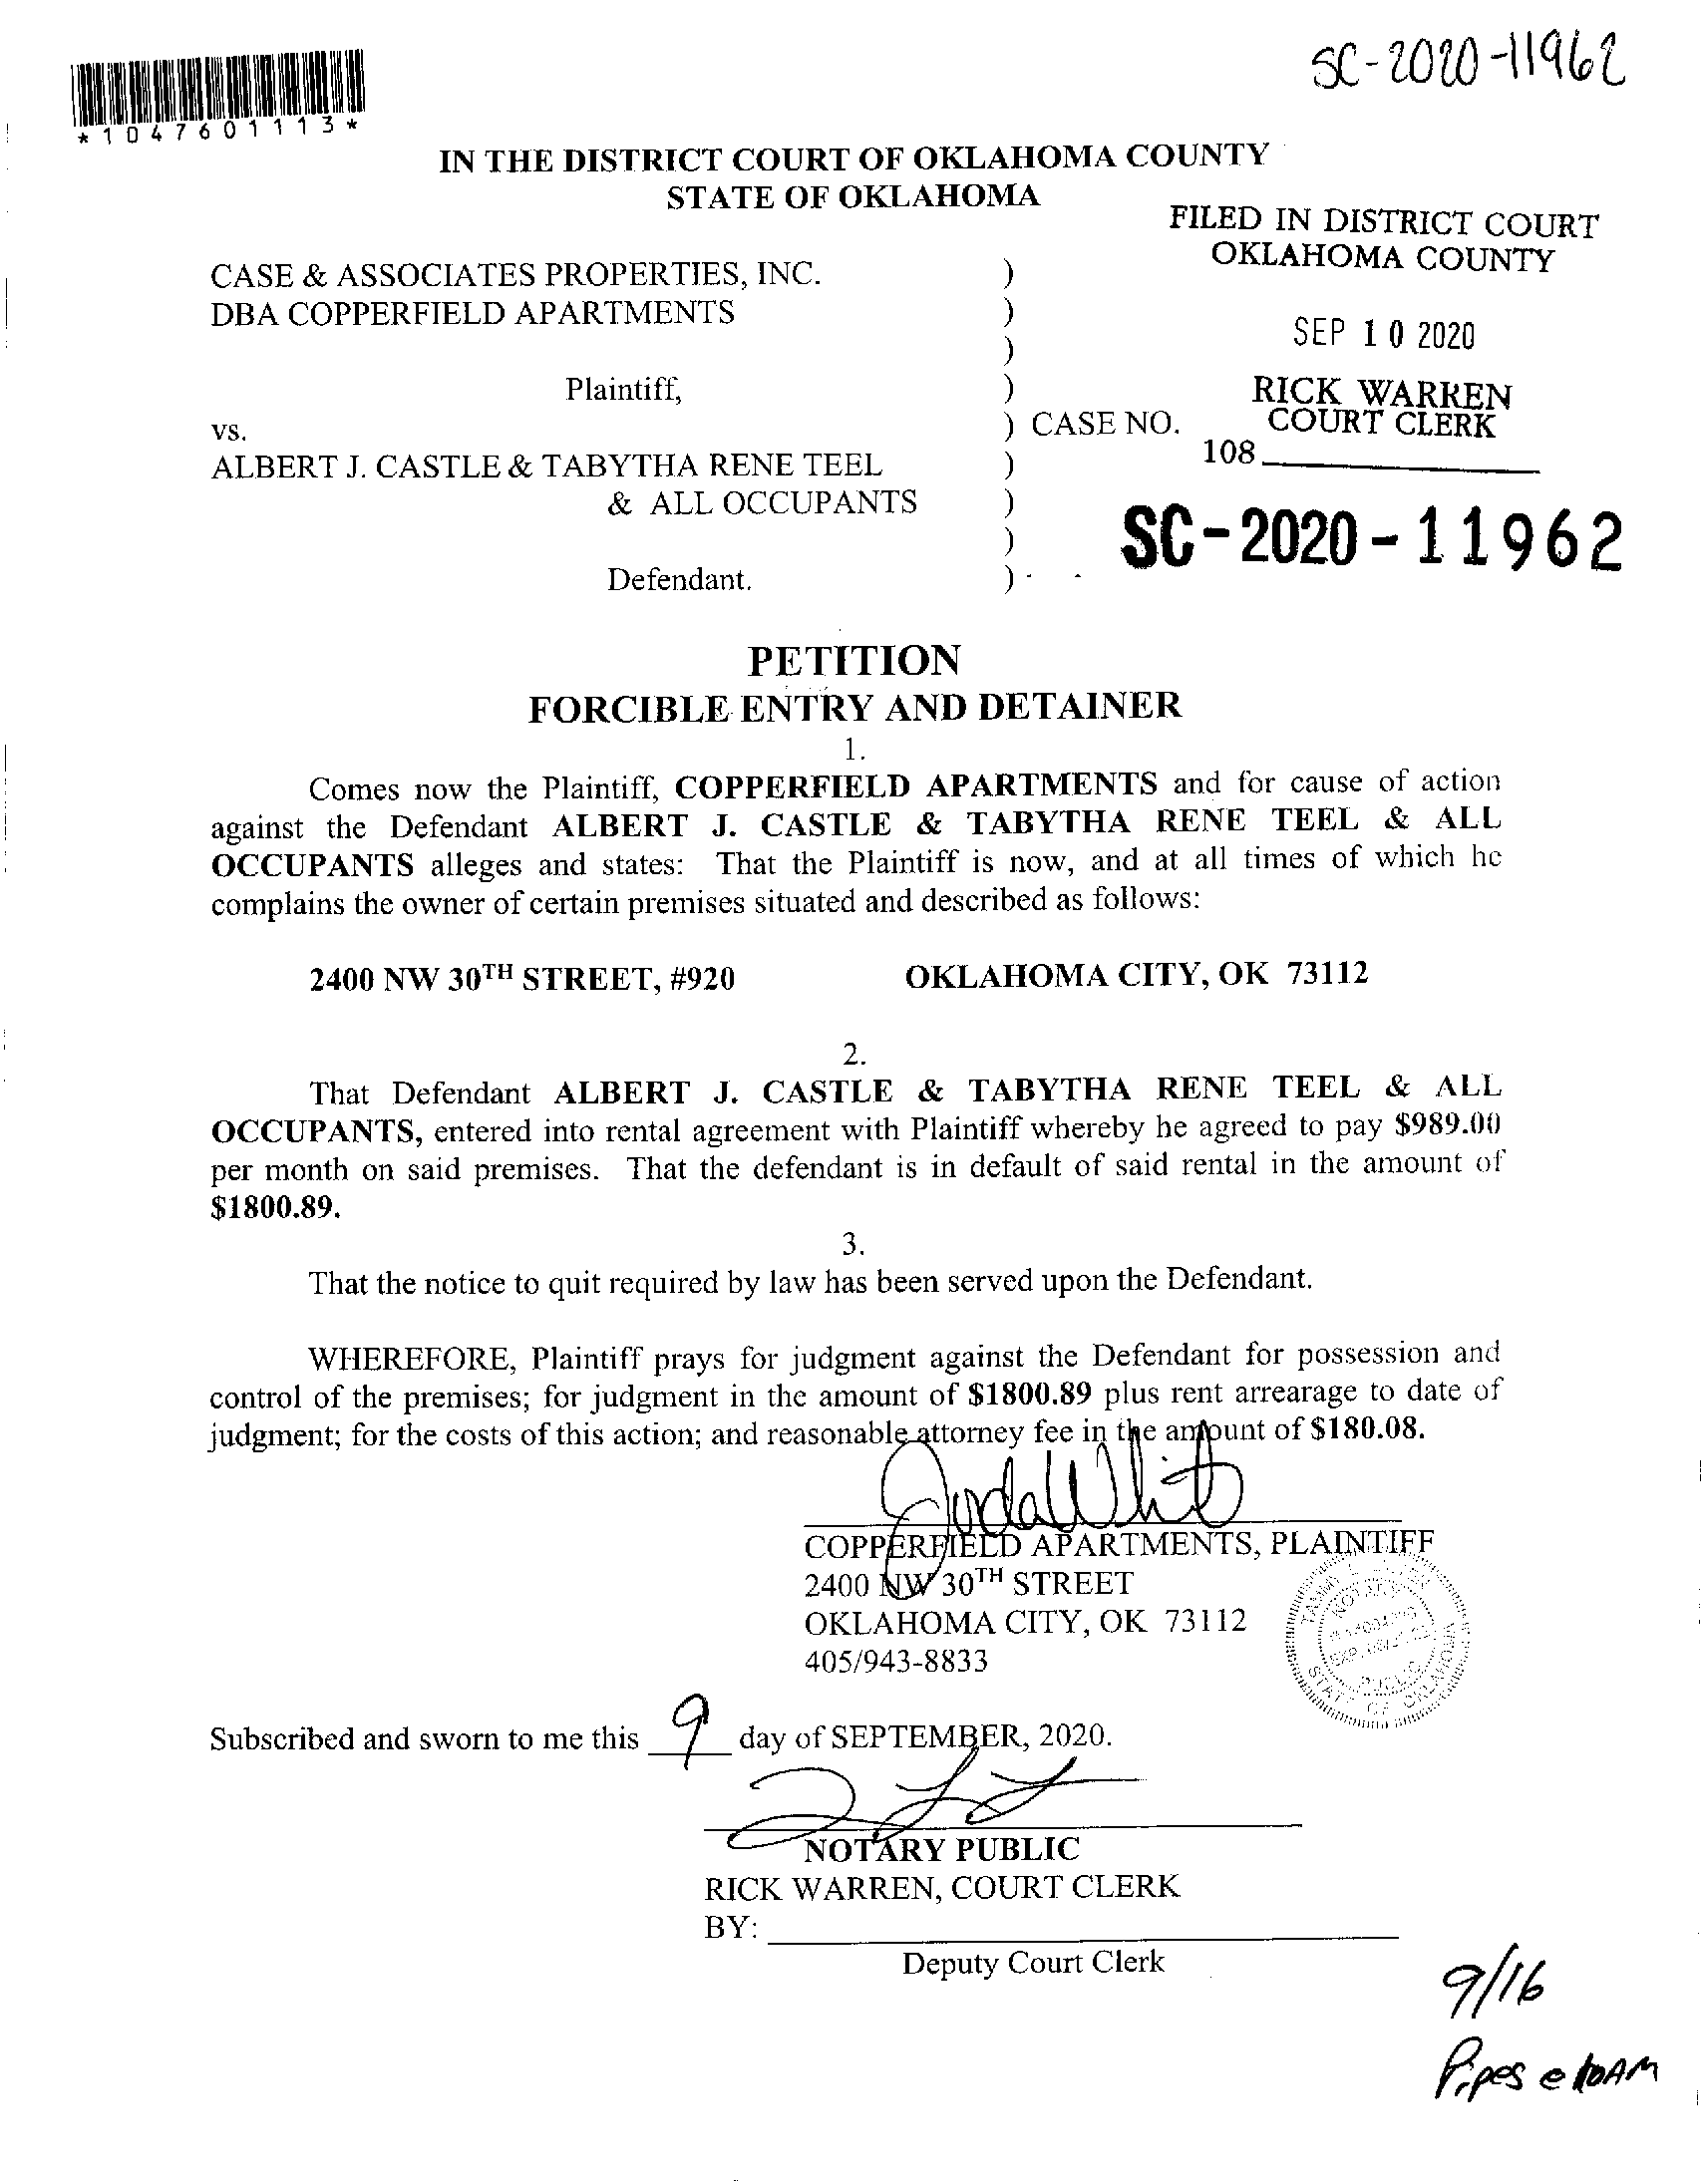 SC-2020-11962
*1047601113*
IN THE DISTRICT COURT OF OKLAHOMA COUNTY
STATE OF OKLAHOMA
FILED IN DISTRICT COURT
OKLAHOMA COUNTY
CASE & ASSOCIATES PROPERTIES, INC. )
DBA COPPERFIELD APARTMENTS )
)
SEP 10 2020
Plaintiff, )
RICK WARREN
COURT CLERK
vs. ) CASE NO.
108
ALBERT J. CASTLE & TABYTHA RENE TEEL )
& ALL OCCUPANTS )
)
SC-2020-11962
Defendant. )
PETITION
FORCIBLE ENTRY AND DETAINER
1.
Comes now the Plaintiff, COPPERFIELD APARTMENTS and for cause of action
against the Defendant ALBERT J. CASTLE & TABYTHA RENE TEEL & ALL
OCCUPANTS alleges and states: That the Plaintiff is now, and at all times of which he
complains the owner of certain premises situated and described as follows:
2400 NW 30TH STREET, #920 OKLAHOMA CITY, OK 73112
2.
That Defendant ALBERT J. CASTLE & TABYTHA RENE TEEL & ALL
OCCUPANTS, entered into rental agreement with Plaintiff whereby he agreed to pay $989.00
per month on said premises. That the defendant is in default of said rental in the amount of
$1800.89.
3.
That the notice to quit required by law has been served upon the Defendant.
WHEREFORE, Plaintiff prays for judgment against the Defendant for possession and
control of the premises; for judgment in the amount of $1800.89 plus rent arrearage to date of
judgment; for the costs of this action; and reasonable attorney fee in the amount of $180.08.
COPPERFIELD APARTMENTS, PLAINTIFF
2400 NW 30TH STREET
OKLAHOMA CITY, OK 73112
405/943-8833
STATE OF OKLAHOMA
Subscribed and sworn to me this 9 day of SEPTEMBER, 2020.
NOTARY PUBLIC
RICK WARREN, COURT CLERK
BY:
Deputy Court Clerk
9/16
Pipes @ 10AM